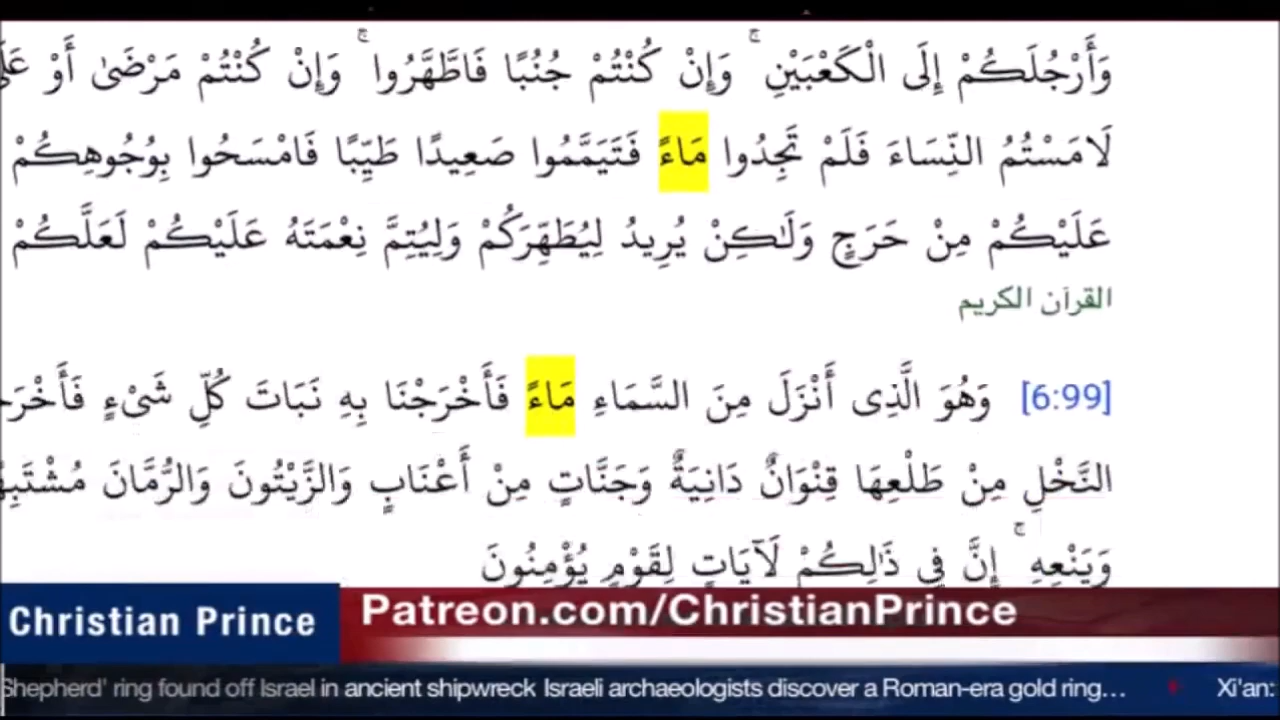 وَأَرْجُلَكُمْ إِلَى الْكَعْبَيْنِ ۚ وَإِنْ كُنْتُمْ جُنُبًا فَاطَّهَّرُوا ۚ وَإِنْ كُنْتُمْ مَرْضَىٰ أَوْ
لَامَسْتُمُ النِّسَاءَ فَلَمْ تَجِدُوا مَاءً فَتَيَمَّمُوا صَعِيدًا طَيِّبًا فَامْسَحُوا بِوُجُوهِكُمْ
عَلَيْكُمْ مِنْ حَرَجٍ وَلَٰكِنْ يُرِيدُ لِيُطَهِّرَكُمْ وَلِيُتِمَّ نِعْمَتَهُ عَلَيْكُمْ لَعَلَّكُمْ
القرآن الكريم
[6:99] وَهُوَ الَّذِي أَنْزَلَ مِنَ السَّمَاءِ مَاءً فَأَخْرَجْنَا بِهِ نَبَاتَ كُلِّ شَيْءٍ
النَّخْلِ مِنْ طَلْعِهَا قِنْوَانٌ دَانِيَةٌ وَجَنَّاتٍ مِنْ أَعْنَابٍ وَالزَّيْتُونَ وَالرُّمَّانَ
وَيَنْعِهِ ۚ إِنَّ فِي ذَٰلِكُمْ لَآيَاتٍ لِقَوْمٍ يُؤْمِنُونَ
Christian Prince
Patreon.com/ChristianPrince
Shepherd' ring found off Israel in ancient shipwreck Israeli archaeologists discover a Roman-era gold ring... Xi'an: